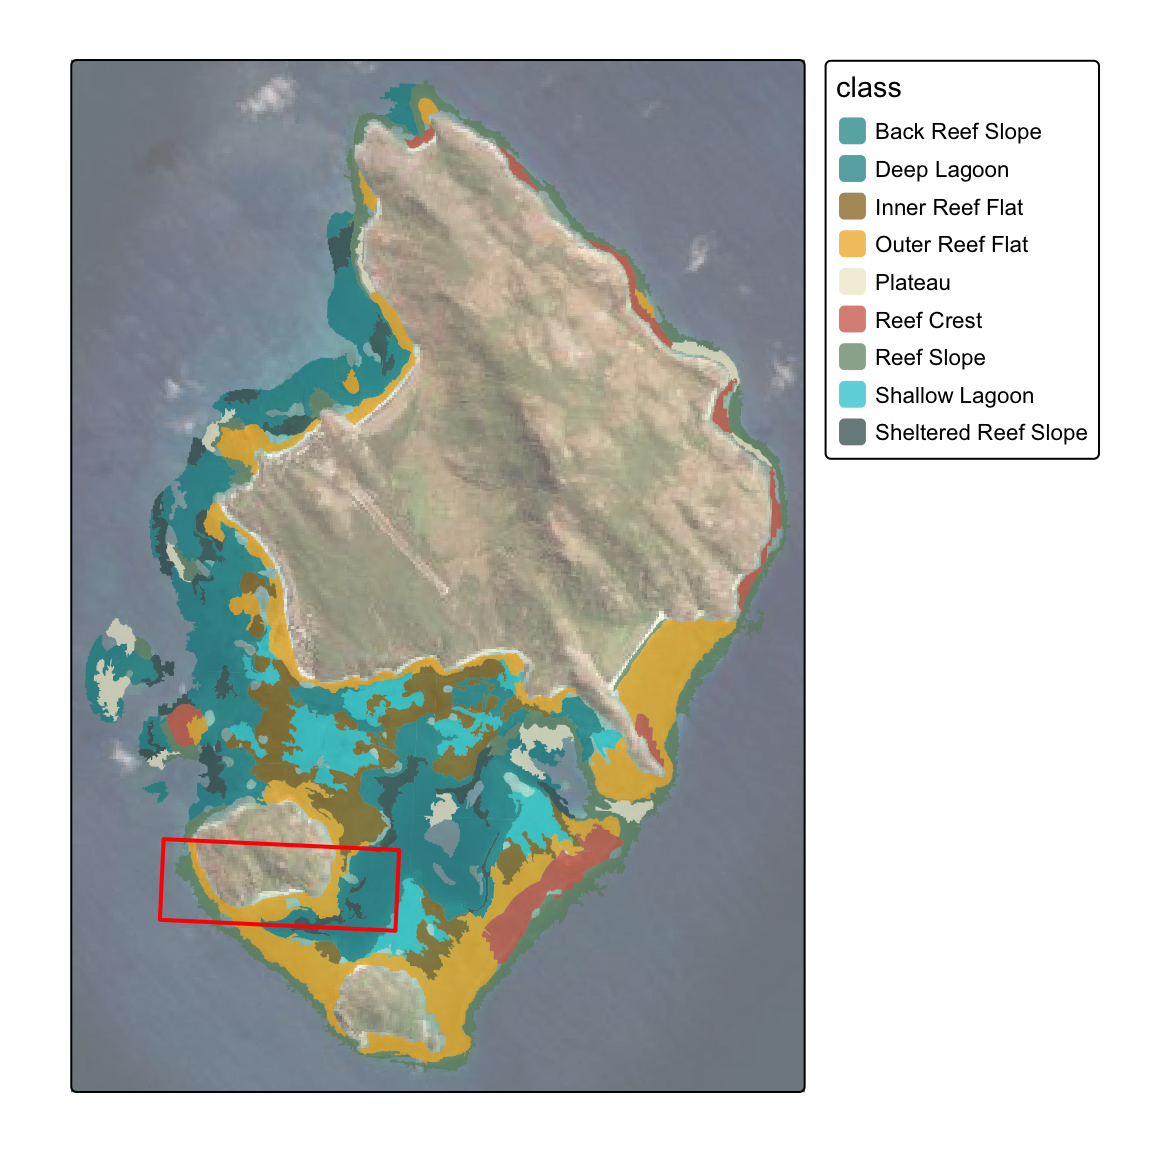 class
Back Reef Slope
Deep Lagoon
Inner Reef Flat
Outer Reef Flat
Plateau
Reef Crest
Reef Slope
Shallow Lagoon
Sheltered Reef Slope